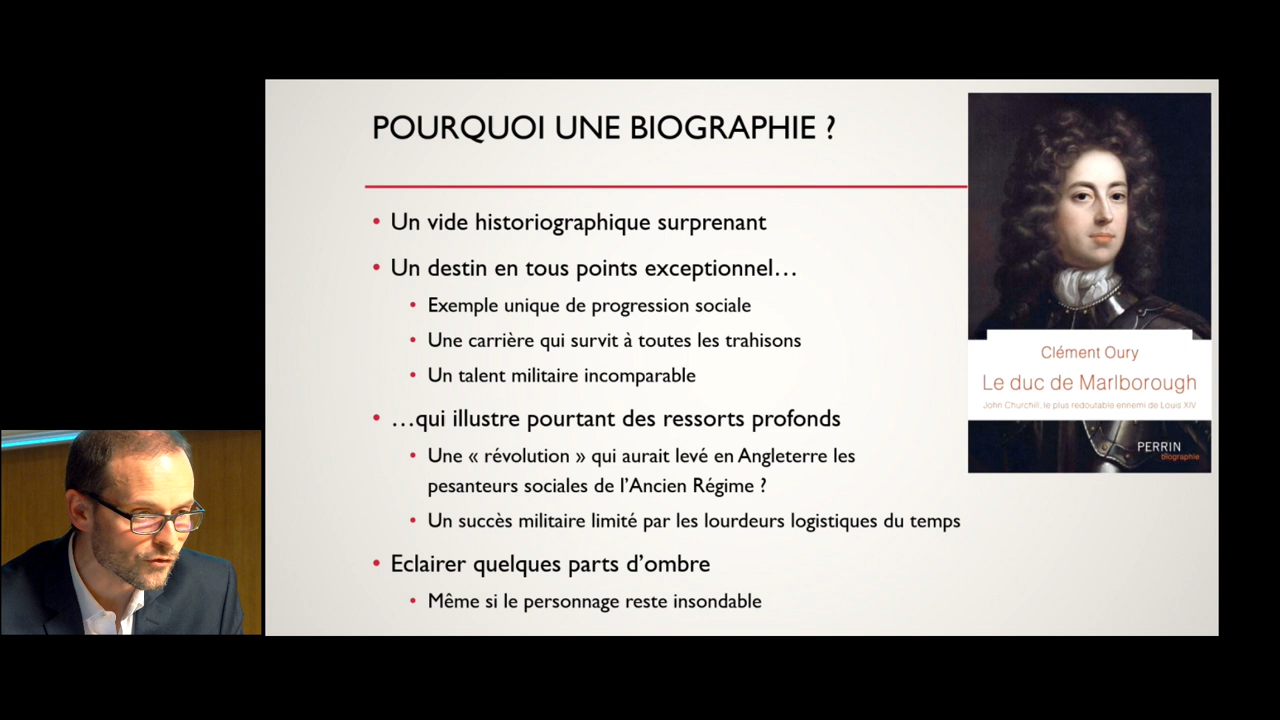 POURQUOI UNE BIOGRAPHIE ?
• Un vide historiographique surprenant
• Un destin en tous points exceptionnel…
• Exemple unique de progression sociale
• Une carrière qui survit à toutes les trahisons
• Un talent militaire incomparable
• …qui illustre pourtant des ressorts profonds
• Une « révolution » qui aurait levé en Angleterre les
pesanteurs sociales de l’Ancien Régime ?
• Un succès militaire limité par les lourdeurs logistiques du temps
• Eclairer quelques parts d’ombre
• Même si le personnage reste insondable
Clément Oury
Le duc de Marlborough
John Churchill, le plus redoutable ennemi de Louis XIV
PERRIN
biographie